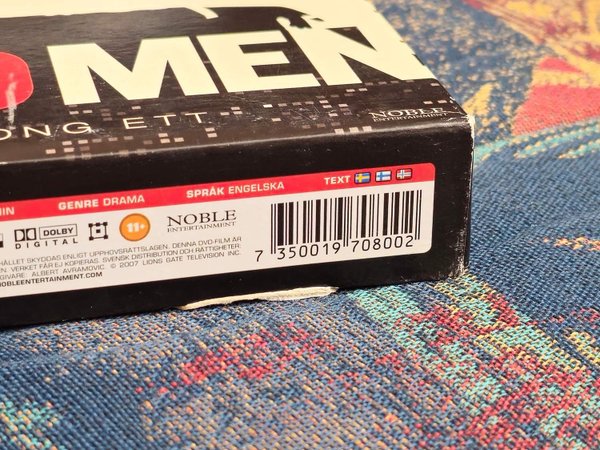 MEN
ONG ETT
NOBLE
ENTERTAINMENT
GENRE DRAMA
SPRÅK ENGELSKA
TEXT
DOLBY
DIGITAL
11+
NOBLE
ENTERTAINMENT
7 350019 708002
HÅLLET SKYDDAS ENLIGT UPPHOVSRÄTTSLAGEN. DENNA DVD-FILM ÄR
EN. VERKET FÅR EJ KOPIERAS. SVENSK DISTRIBUTION OCH RÄTTIGHETER:
GIVARE: ALBERT AVRAMOVIC. © 2007 LIONS GATE TELEVISION INC.
NOBLEENTERTAINMENT.COM